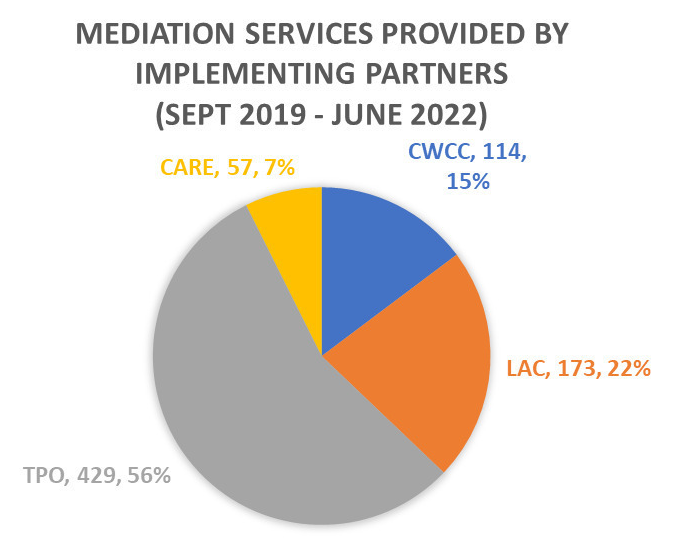 MEDIATION SERVICES PROVIDED BY
IMPLEMENTING PARTNERS
(SEPT 2019 - JUNE 2022)
CARE, 57, 7%
CWCC, 114,
15%
LAC, 173, 22%
TPO, 429, 56%